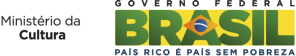 Ministério da
Cultura
GOVERNO FEDERAL
BRASIL
PAÍS RICO É PAÍS SEM POBREZA